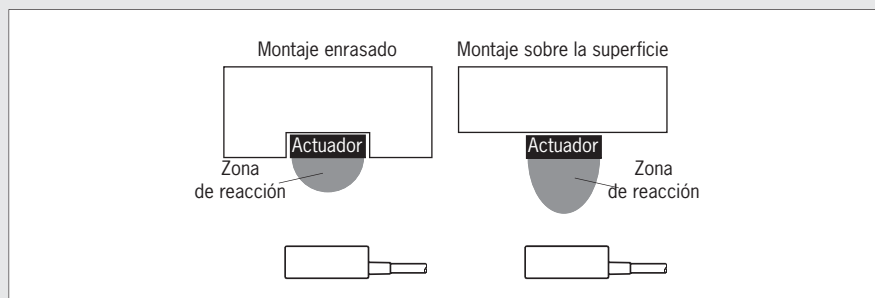 Montaje enrasado
Montaje sobre la superficie
Actuador
Zona
de reacción
Actuador
Zona
de reacción